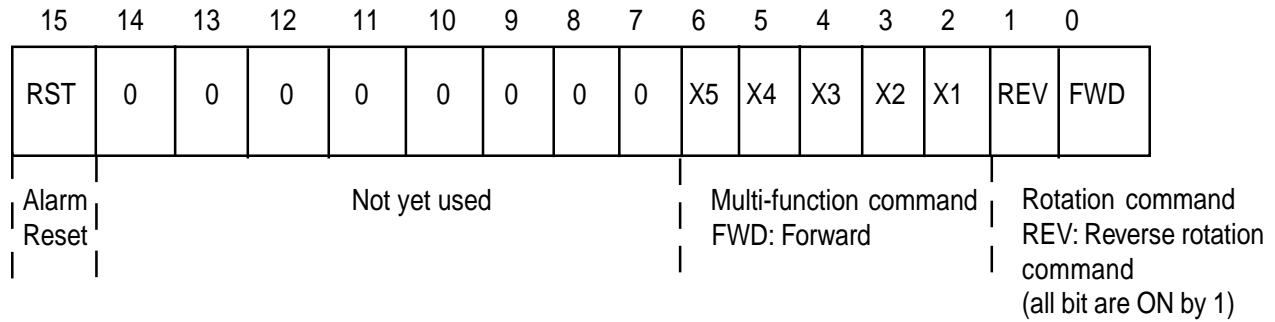 15 14 13 12 11 10 9 8 7 6 5 4 3 2 1 0
RST 0 0 0 0 0 0 0 0 X5 X4 X3 X2 X1 REV FWD
Alarm Reset
Not yet used
Multi-function command
FWD: Forward
Rotation command
REV: Reverse rotation
command
(all bit are ON by 1)